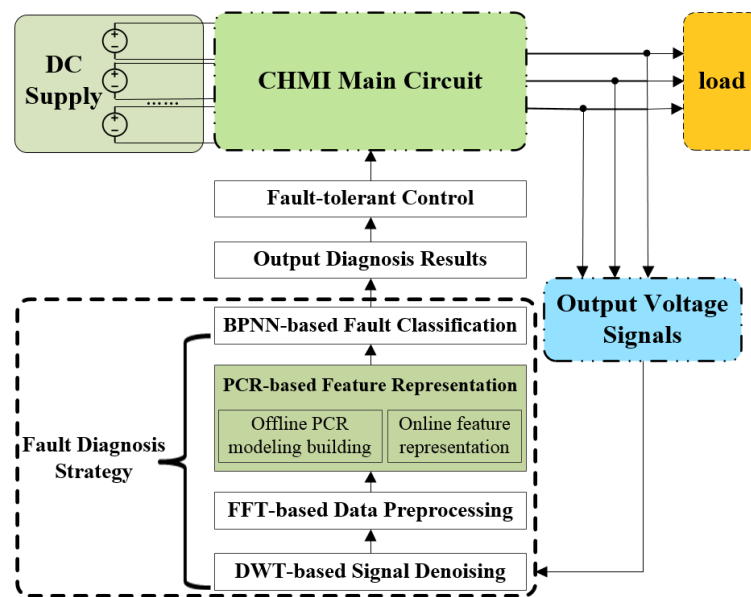 DC
Supply
+
−
+
−
......
+
−
CHMI Main Circuit
load
Fault-tolerant Control
Output Diagnosis Results
Output Voltage
Signals
BPNN-based Fault Classification
PCR-based Feature Representation
Offline PCR
modeling building
Online feature
representation
Fault Diagnosis
Strategy
FFT-based Data Preprocessing
DWT-based Signal Denoising